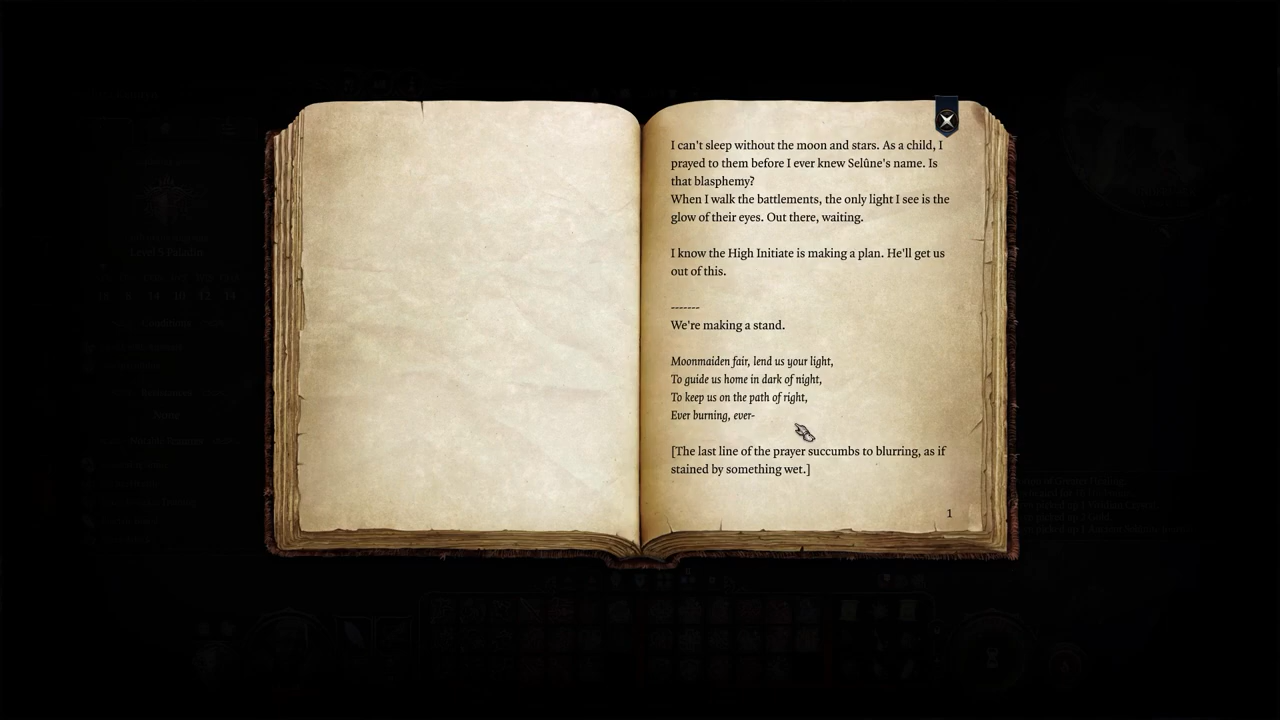 I can't sleep without the moon and stars. As a child, I
prayed to them before I ever knew Selûne's name. Is
that blasphemy?
When I walk the battlements, the only light I see is the
glow of their eyes. Out there, waiting.
I know the High Initiate is making a plan. He'll get us
out of this.
-------
We're making a stand.
Moonmaiden fair, lend us your light,
To guide us home in dark of night,
To keep us on the path of right,
Ever burning, ever-
[The last line of the prayer succumbs to blurring, as if
stained by something wet.]
1
Level 5 Paladin